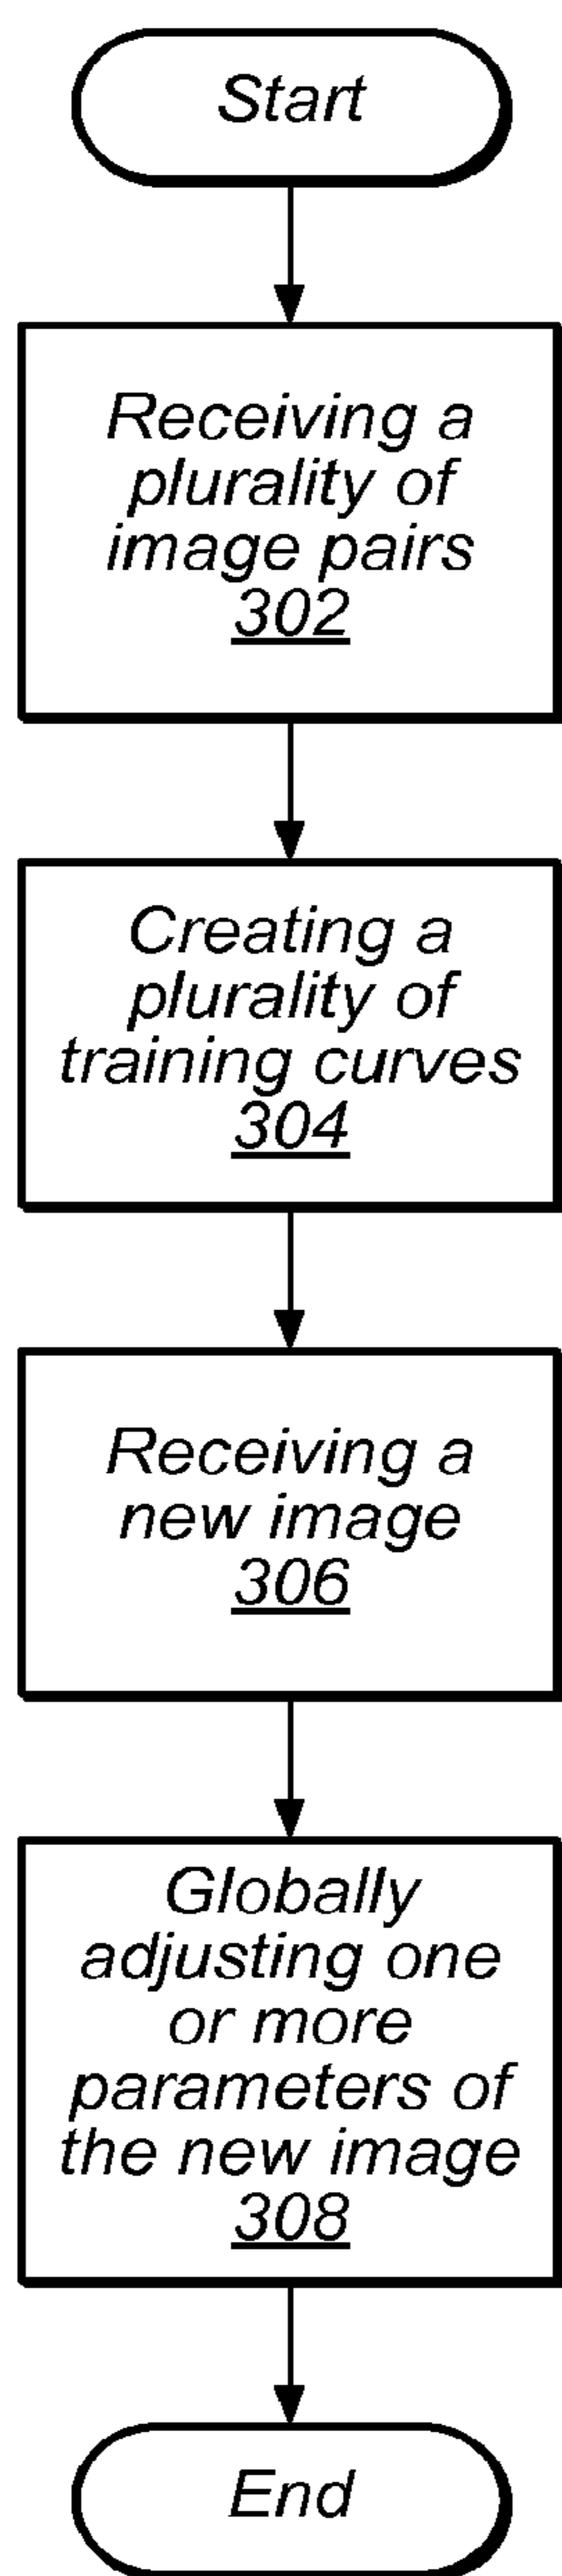 Start
Receiving a
plurality of
image pairs
302
Creating a
plurality of
training curves
304
Receiving a
new image
306
Globally
adjusting one
or more
parameters of
the new image
308
End